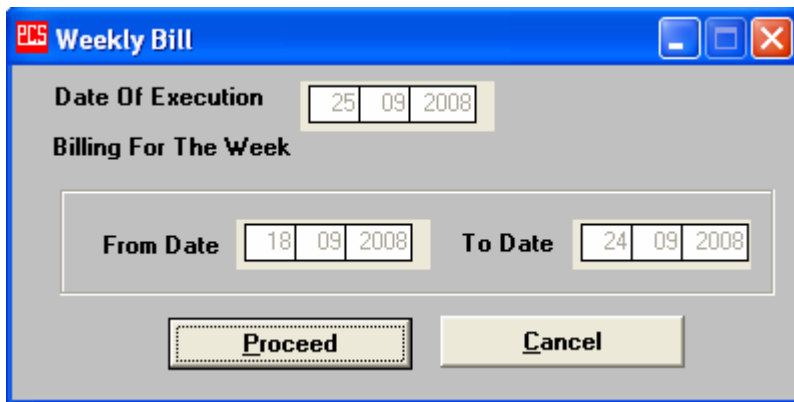 PCS Weekly Bill
Date Of Execution 25 09 2008
Billing For The Week
From Date 18 09 2008 To Date 24 09 2008
Proceed Cancel